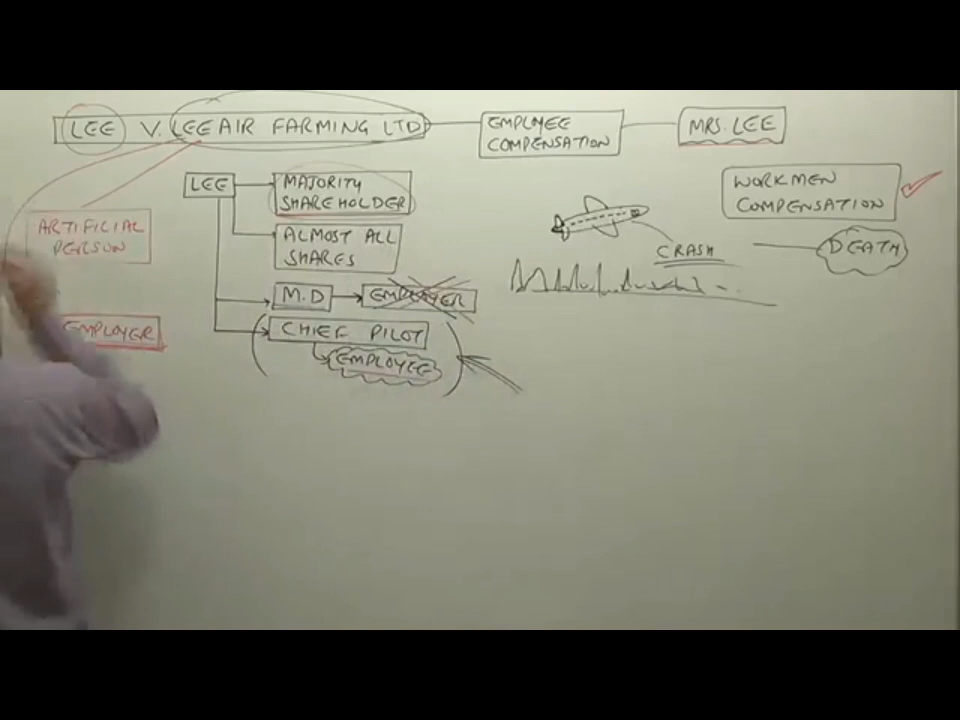 LEE V. LEE AIR FARMING LTD
EMPLOYEE
COMPENSATION
MRS. LEE
LEE
MAJORITY
SHAREHOLDER
ALMOST ALL
SHARES
M.D
EMPLOYER
CHIEF PILOT
EMPLOYEE
ARTIFICIAL
PERSON
EMPLOYER
CRASH
WORKMEN
COMPENSATION
DEATH